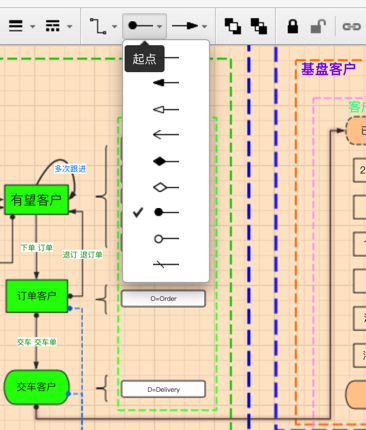 起点
基盘客户
客
多次跟进
已
有望客户
2
下单 订单
退订 退订单
1
订单客户
O=Order
交车 交车单
交车客户
D=Delivery